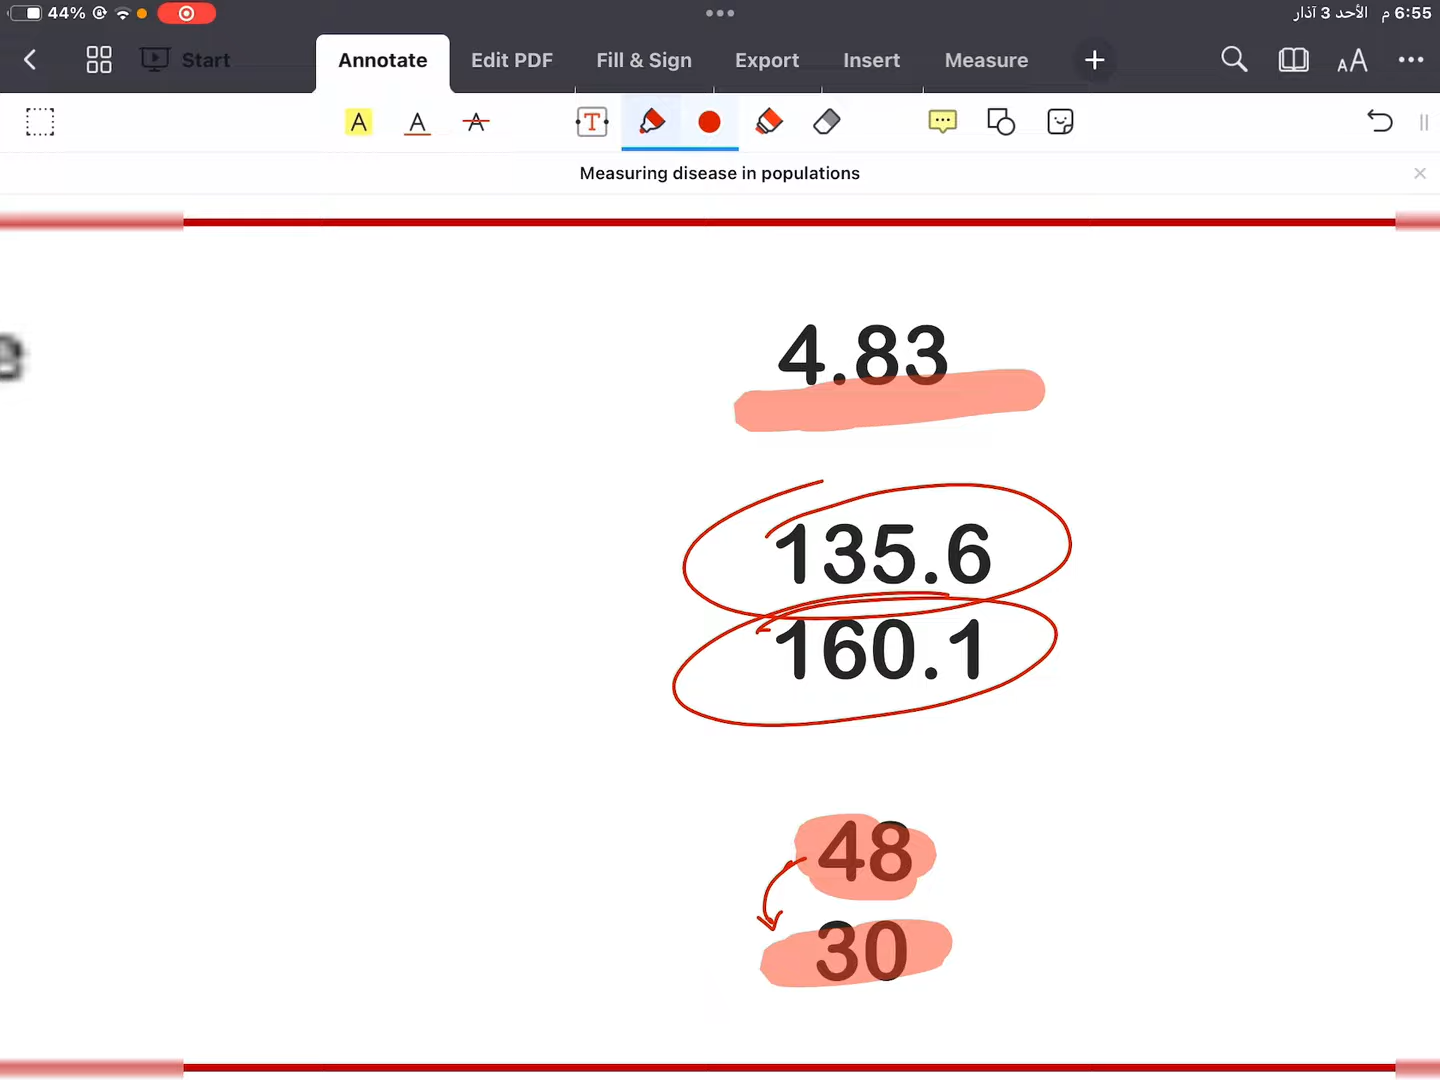 44% 6:55 م الأحد 3 آذار
Start Annotate Edit PDF Fill & Sign Export Insert Measure
Measuring disease in populations
4.83
135.6
160.1
48
30